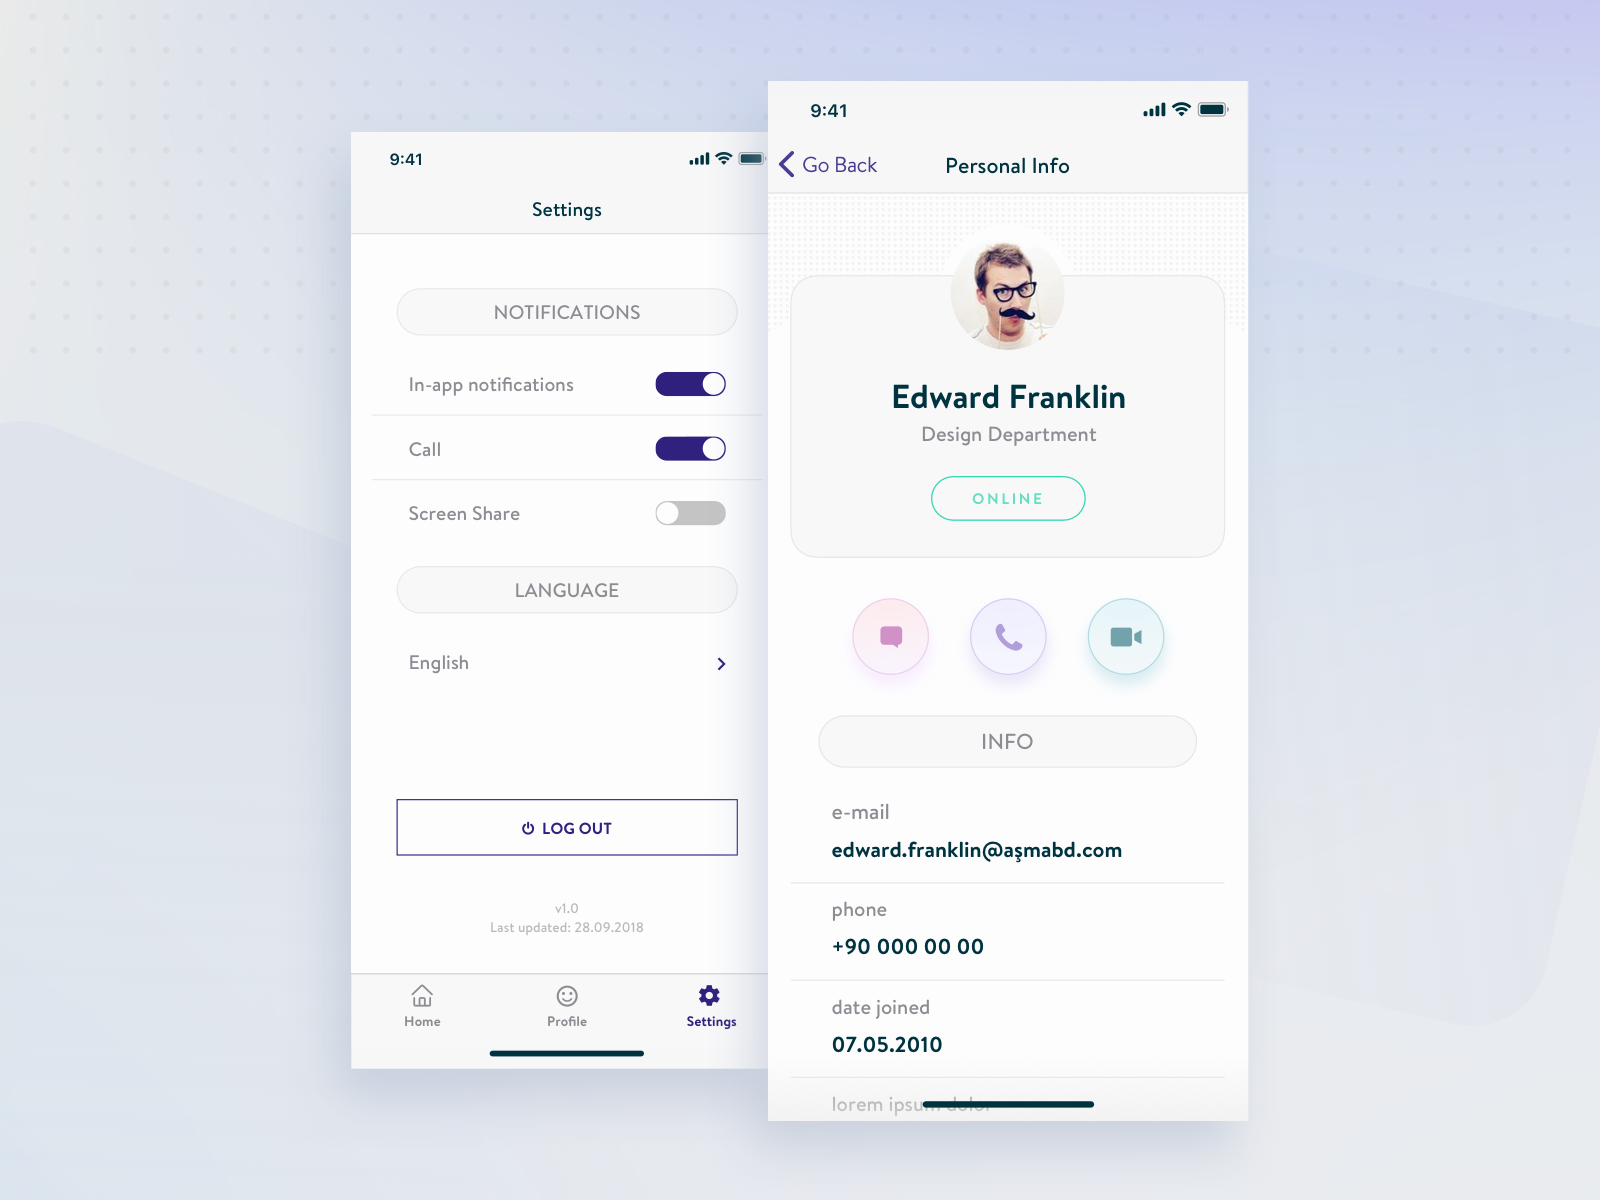 9:41
Settings
NOTIFICATIONS
In-app notifications
Call
Screen Share
LANGUAGE
English
LOG OUT
v1.0
Last updated: 28.09.2018
Home
Profile
Settings
9:41
Go Back
Personal Info
Edward Franklin
Design Department
ONLINE
INFO
e-mail
edward.franklin@aşmabd.com
phone
+90 000 00 00
date joined
07.05.2010
lorem ipsum dolor